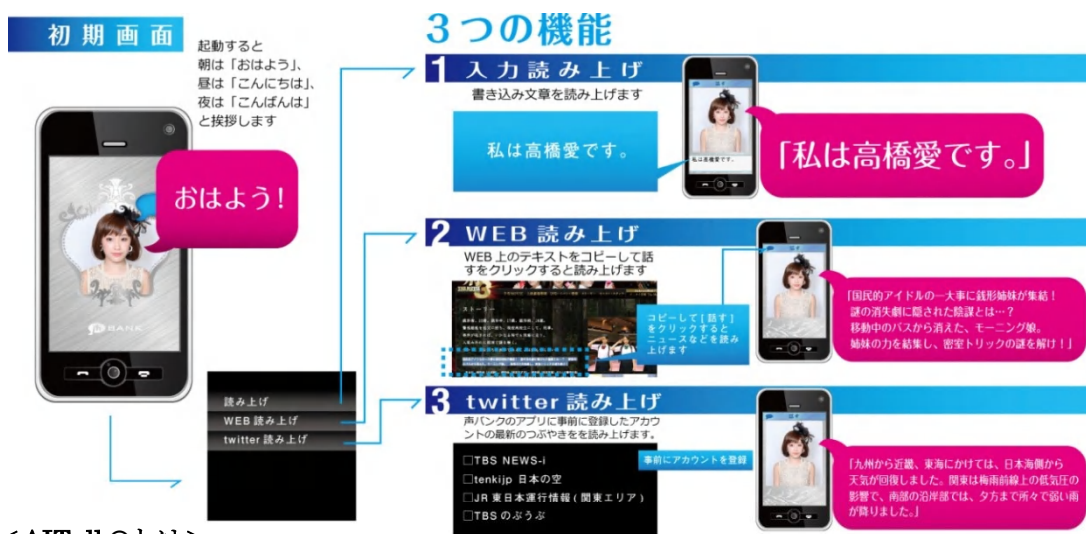 初期画面
起動すると
朝は「おはよう」、
昼は「こんにちは」、
夜は「こんばんは」
と挨拶します
おはよう!
BANK
読み上げ
WEB 読み上げ
twitter 読み上げ
3つの機能
1 入力読み上げ
書き込み文章を読み上げます
私は高橋愛です。
私は高橋愛です。
「私は高橋愛です。」
2 WEB 読み上げ
WEB 上のテキストをコピーして話
すをクリックすると読み上げます
ストーリー
コピーして [ 話す ]
をクリックすると
ニュースなどを読み
上げます
「国民的アイドルの一大事に銭形姉妹が集結!
謎の消失劇に隠された陰謀とは…?
移動中のバスから消えた、モーニング娘。
姉妹の力を結集し、密室トリックの謎を解け!」
3 twitter 読み上げ
声バンクのアプリに事前に登録したアカウ
ントの最新のつぶやきをを読み上げます。
□TBS NEWS-i
□tenkijp 日本の空
□JR 東日本運行情報 ( 関東エリア )
□TBS のぶうぶ
事前にアカウントを登録
「九州から近畿、東海にかけては、日本海側から
天気が回復しました。関東は梅雨前線上の低気圧の
影響で、南部の沿岸部では、夕方まで所々で弱い雨
が降りました。」